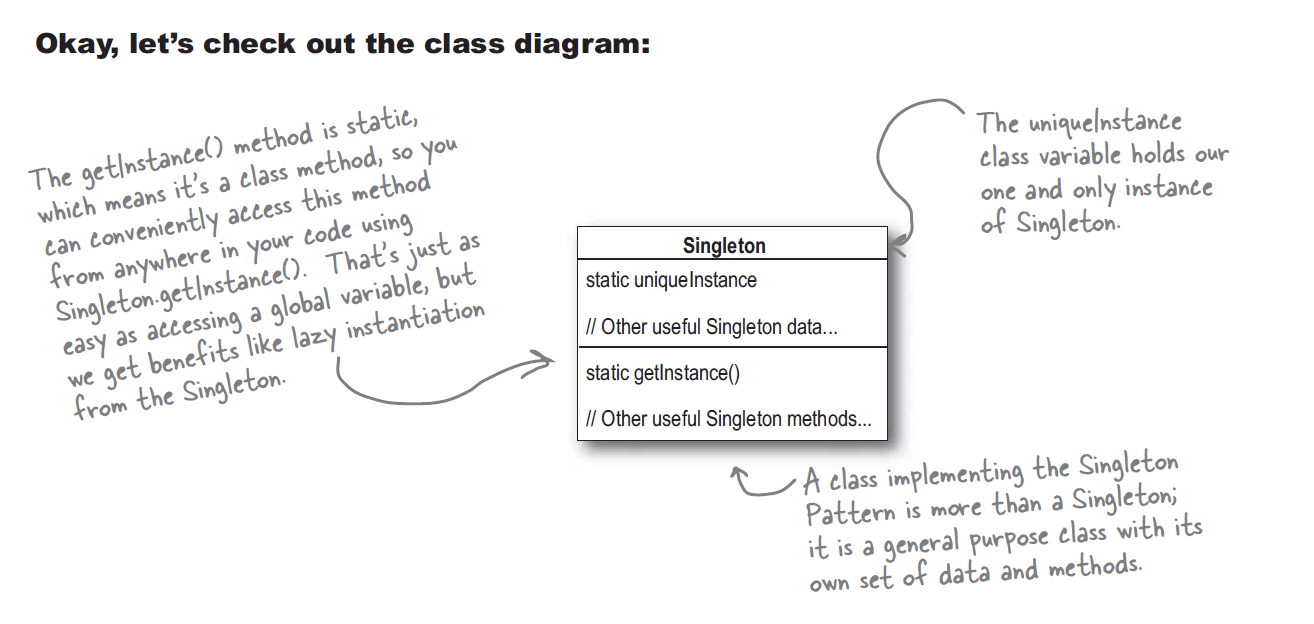 Okay, let's check out the class diagram:
The getInstance() method is static,
which means it's a class method, so you
can conveniently access this method
from anywhere in your code using
Singleton.getInstance(). That's just as
easy as accessing a global variable, but
we get benefits like lazy instantiation
from the Singleton.
The uniqueInstance
class variable holds our
one and only instance
of Singleton.
Singleton
static uniqueInstance
// Other useful Singleton data...
static getInstance()
// Other useful Singleton methods...
A class implementing the Singleton
Pattern is more than a Singleton;
it is a general purpose class with its
own set of data and methods.